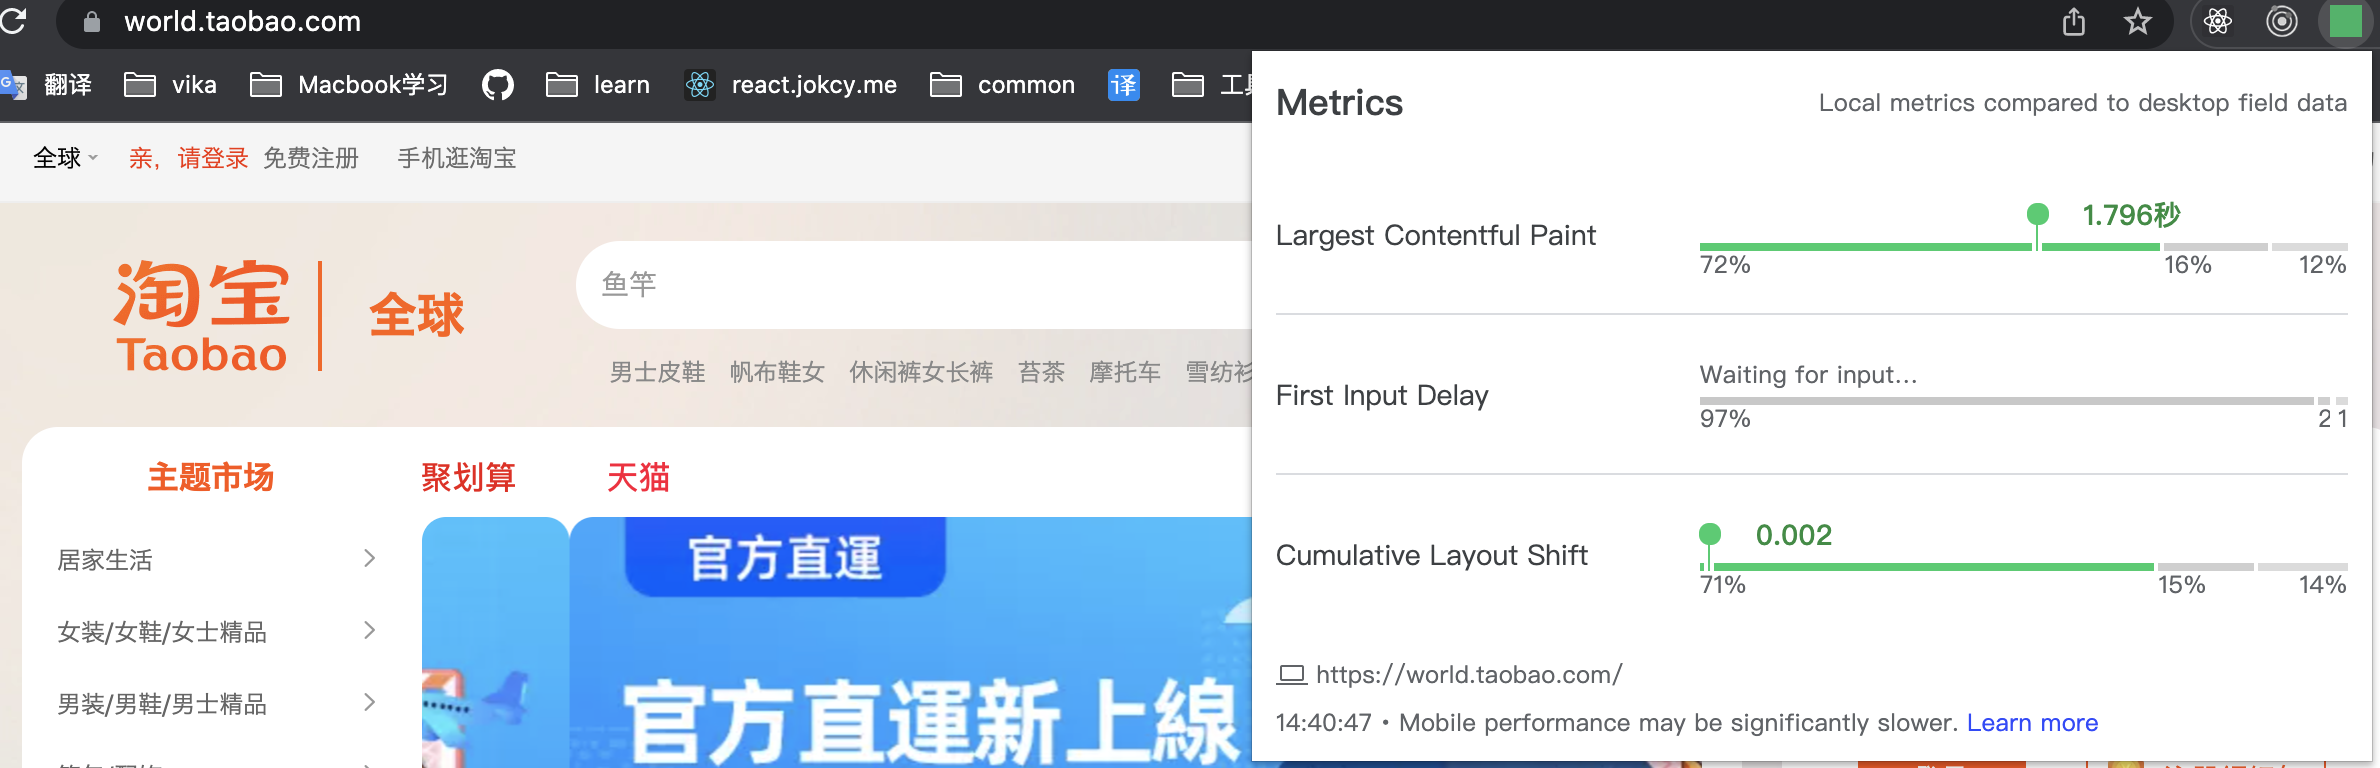 world.taobao.com
翻译 vika Macbook学习 learn react.jokcy.me common 译
Metrics
Local metrics compared to desktop field data
全球 亲，请登录 免费注册 手机逛淘宝
Largest Contentful Paint
1.796秒
72% 16% 12%
淘宝
Taobao
全球
鱼竿
男士皮鞋 帆布鞋女 休闲裤女长裤 苔茶 摩托车 雪纺衫
First Input Delay
Waiting for input...
97% 2 1
主题市场 聚划算 天猫
Cumulative Layout Shift
0.002
71% 15% 14%
官方直運
居家生活
女装/女鞋/女士精品
男装/男鞋/男士精品
官方直運新上線
https://world.taobao.com/
14:40:47 • Mobile performance may be significantly slower. Learn more